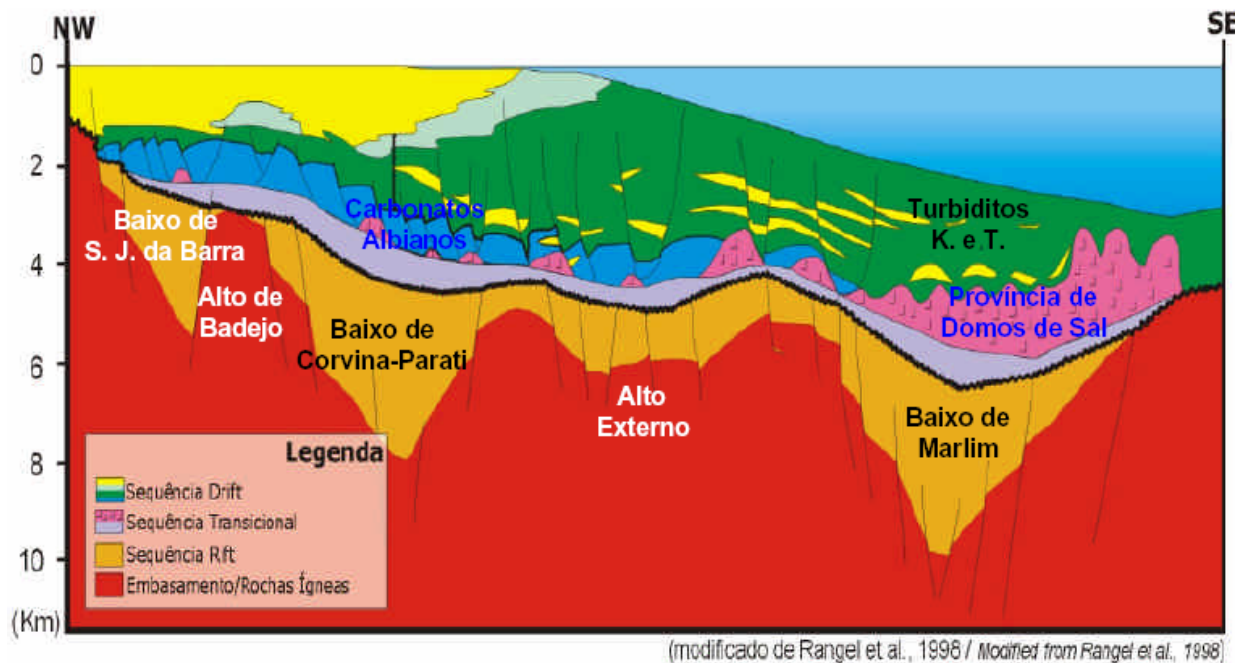 NW
SE
0
2
4
6
8
10
(Km)
Baixo de
S. J. da Barra
Alto de
Badejo
Carbonatos
Albianos
Baixo de
Corvina-Parati
Alto
Externo
Turbiditos
K. e T.
Província de
Domos de Sal
Baixo de
Marlim
Legenda
Sequência Drift
Sequência Transicional
Sequência Rift
Embasamento/Rochas Ígneas
(modificado de Rangel et al., 1998 / Modified from Rangel et al., 1998)